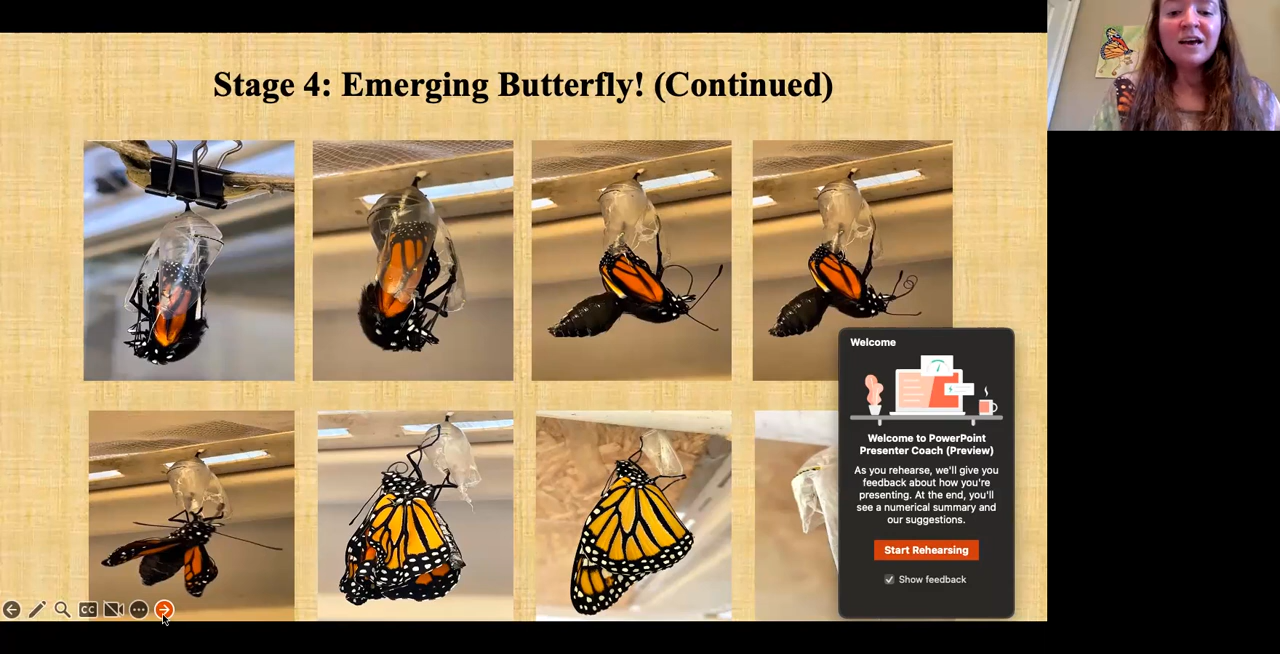 Stage 4: Emerging Butterfly! (Continued)
Welcome
Welcome to PowerPoint
Presenter Coach (Preview)
As you rehearse, we'll give you
feedback about how you're
presenting. At the end, you'll
see a numerical summary and
our suggestions.
Start Rehearsing
Show feedback
CC